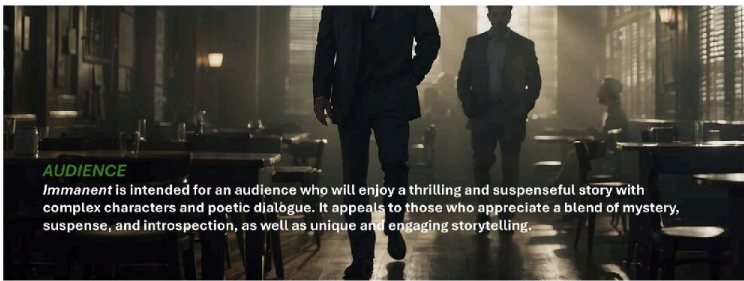 AUDIENCE
Immanent is intended for an audience who will enjoy a thrilling and suspenseful story with
complex characters and poetic dialogue. It appeals to those who appreciate a blend of mystery,
suspense, and introspection, as well as unique and engaging storytelling.